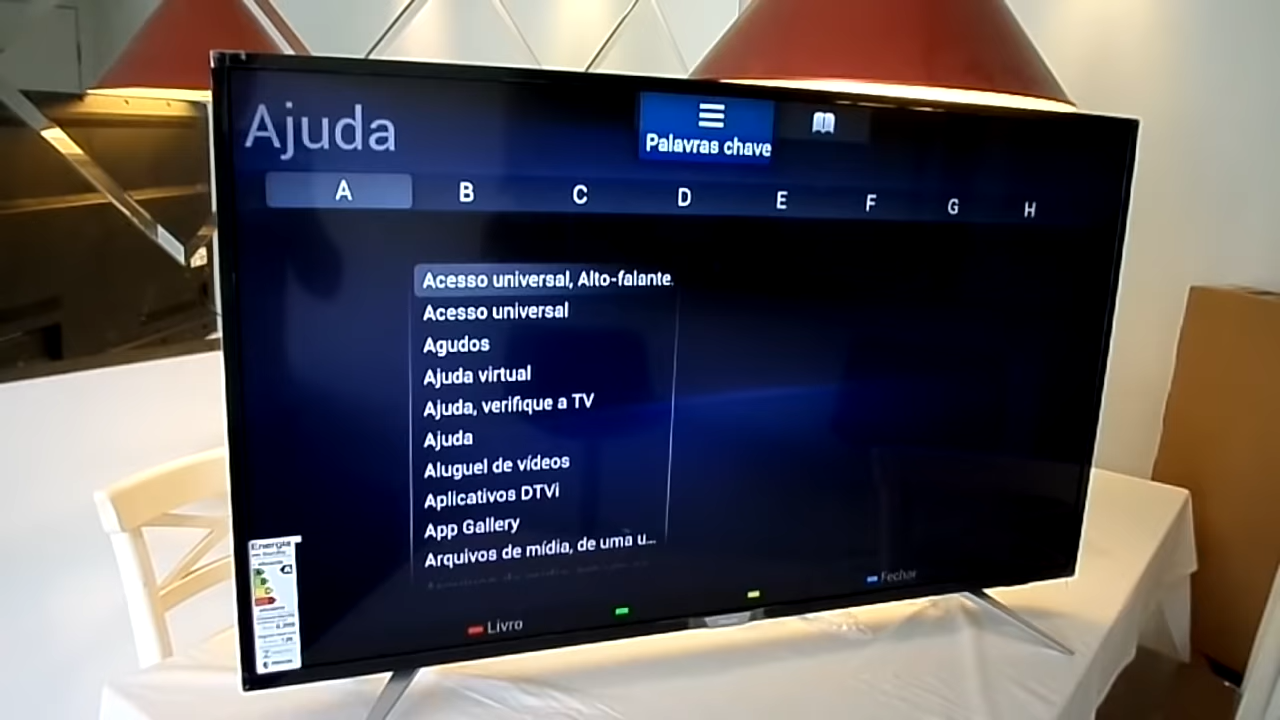 Ajuda
Palavras chave
A B C D E F G H
Acesso universal, Alto-falante
Acesso universal
Agudos
Ajuda virtual
Ajuda, verifique a TV
Ajuda
Aluguel de vídeos
Aplicativos DTVi
App Gallery
Arquivos de mídia, de uma u...
Livro
Fechar
Energia